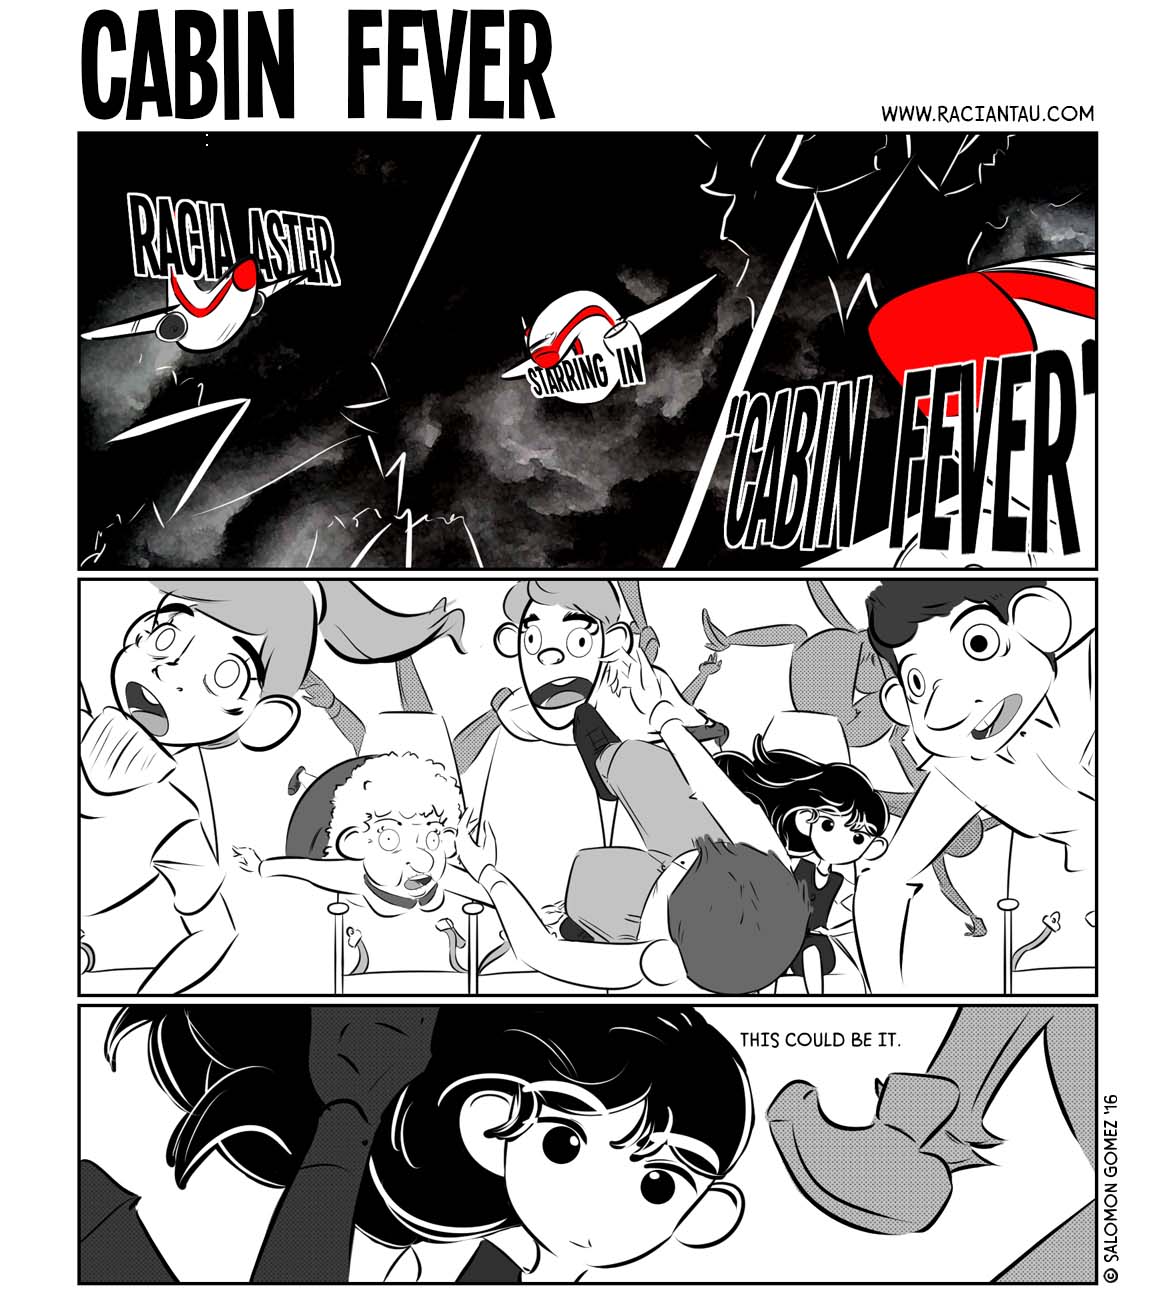 CABIN FEVER
WWW.RACIANTAU.COM
RACIA ASTER
STARRING IN
"CABIN FEVER"
THIS COULD BE IT.
© SALOMON GOMEZ '16